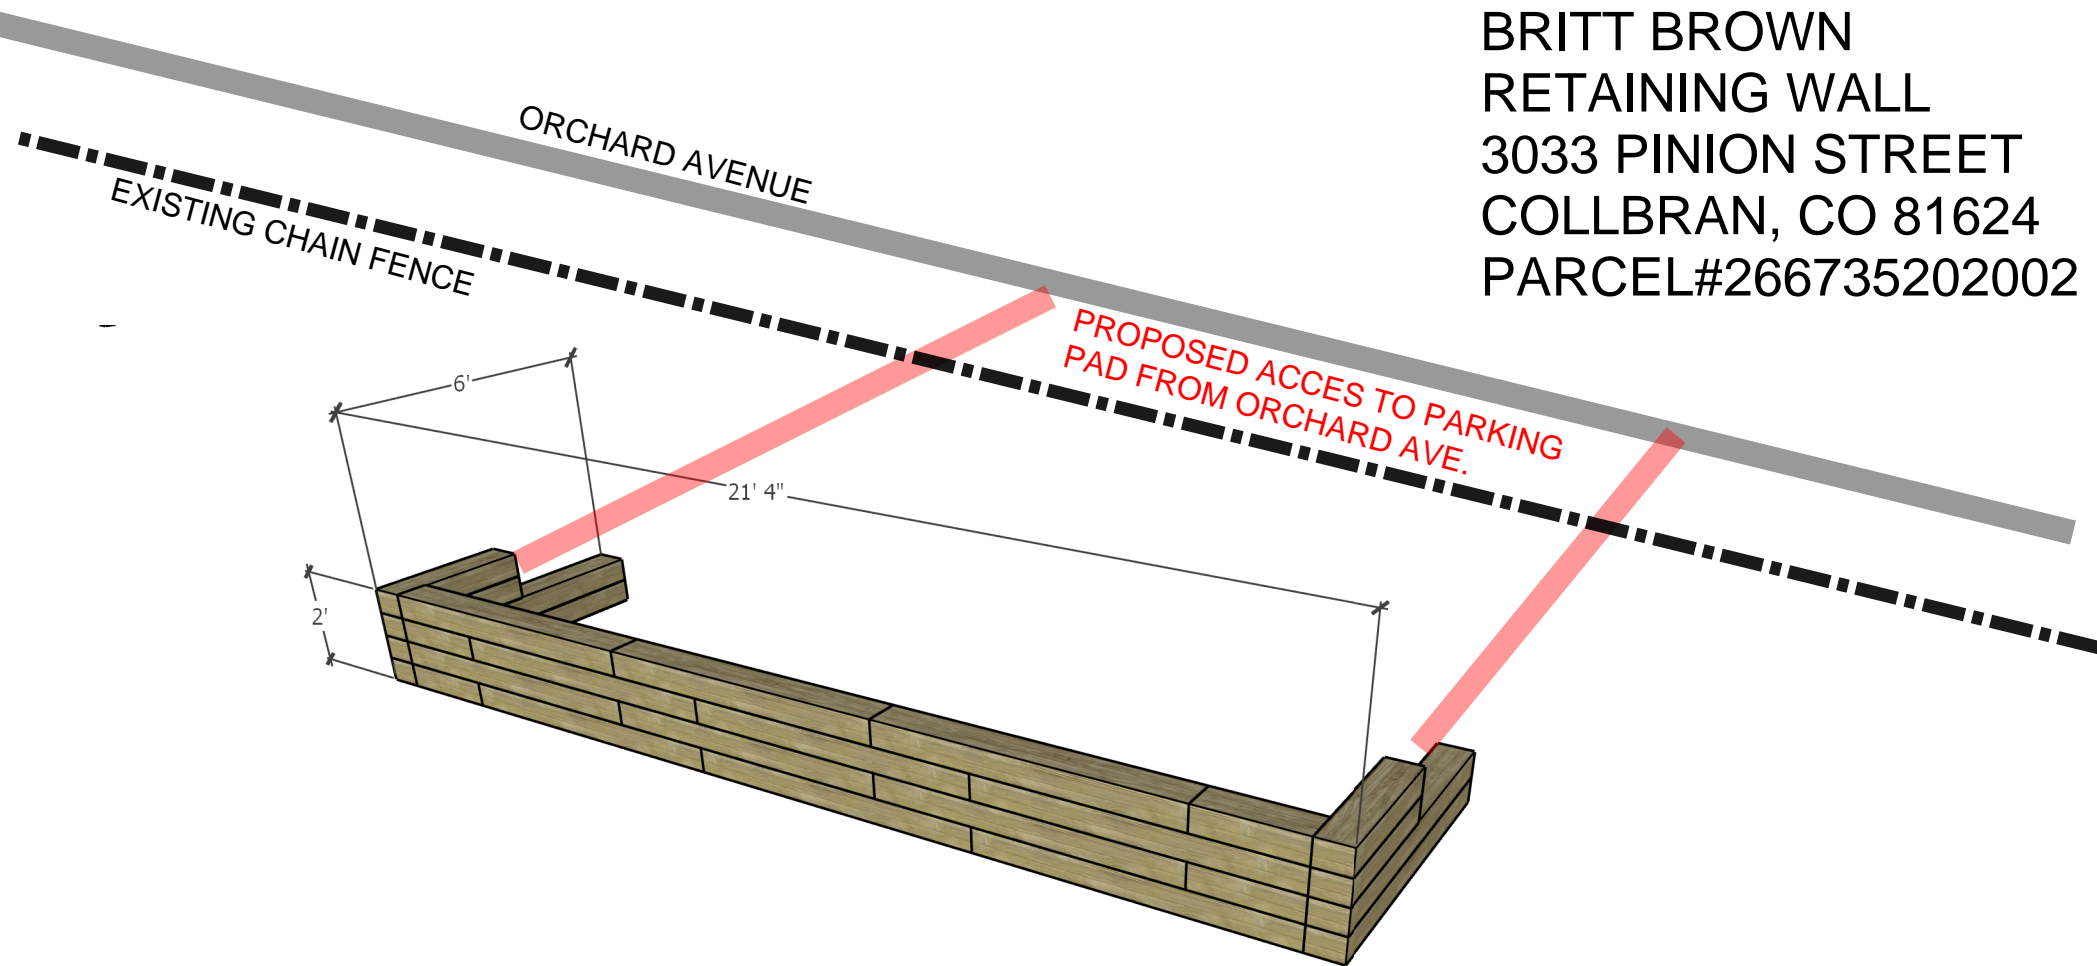 BRITT BROWN
RETAINING WALL
3033 PINION STREET
COLLBRAN, CO 81624
PARCEL#266735202002
ORCHARD AVENUE
EXISTING CHAIN FENCE
PROPOSED ACCES TO PARKING
PAD FROM ORCHARD AVE.
6'
21' 4"
2'